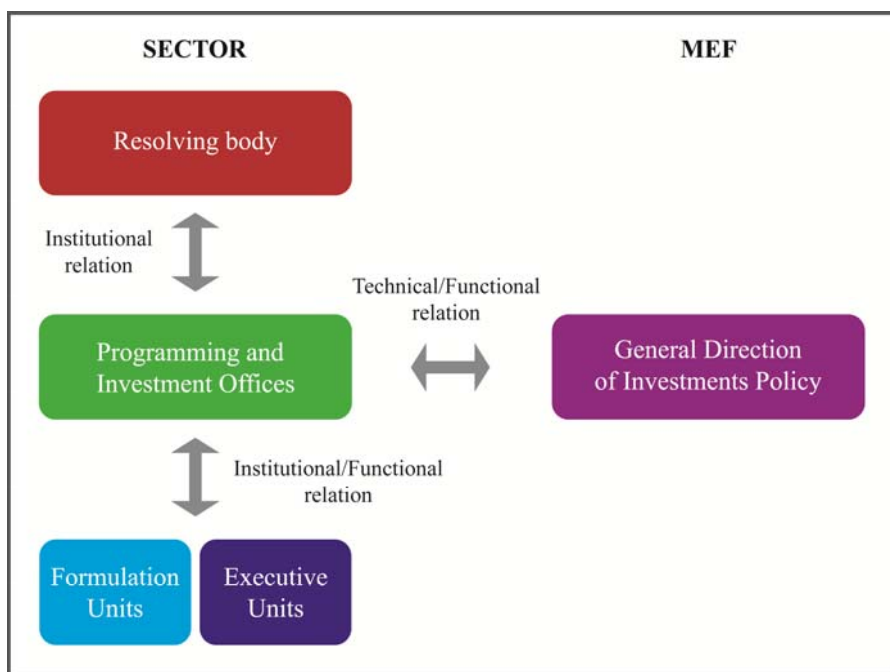 SECTOR
MEF
Resolving body
Institutional
relation
Technical/Functional
relation
Programming and
Investment Offices
General Direction
of Investments Policy
Institutional/Functional
relation
Formulation
Units
Executive
Units